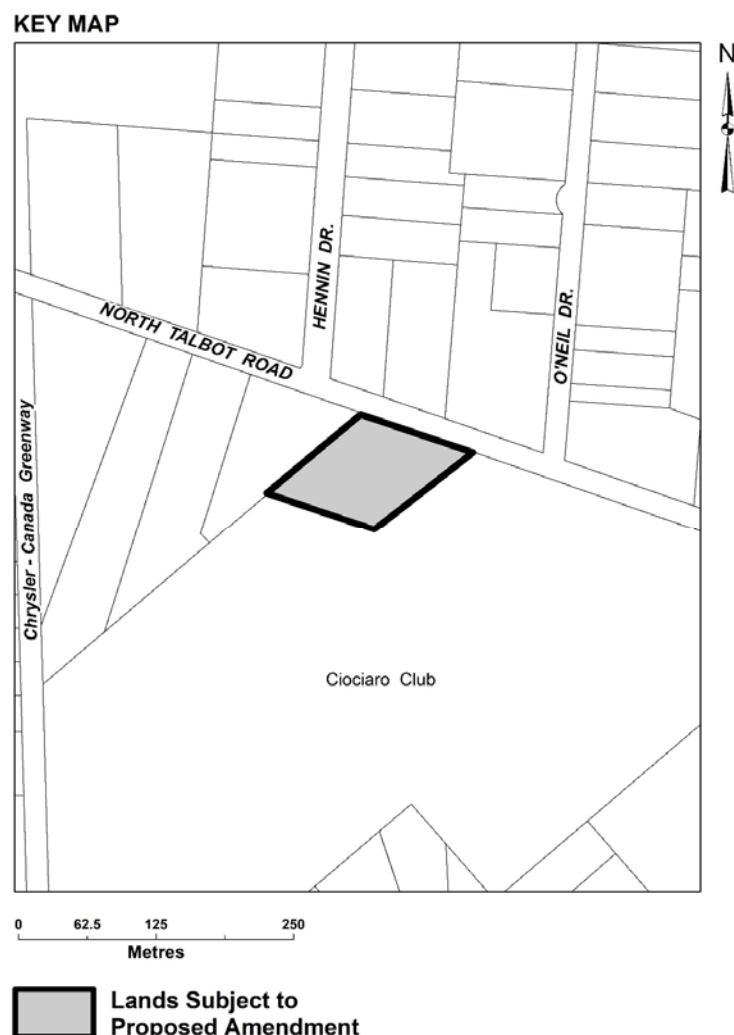 KEY MAP
N
HENNIN DR.
O'NEIL DR.
NORTH TALBOT ROAD
Chrysler - Canada Greenway
Ciociaro Club
0 62.5 125 250
Metres
Lands Subject to
Proposed Amendment